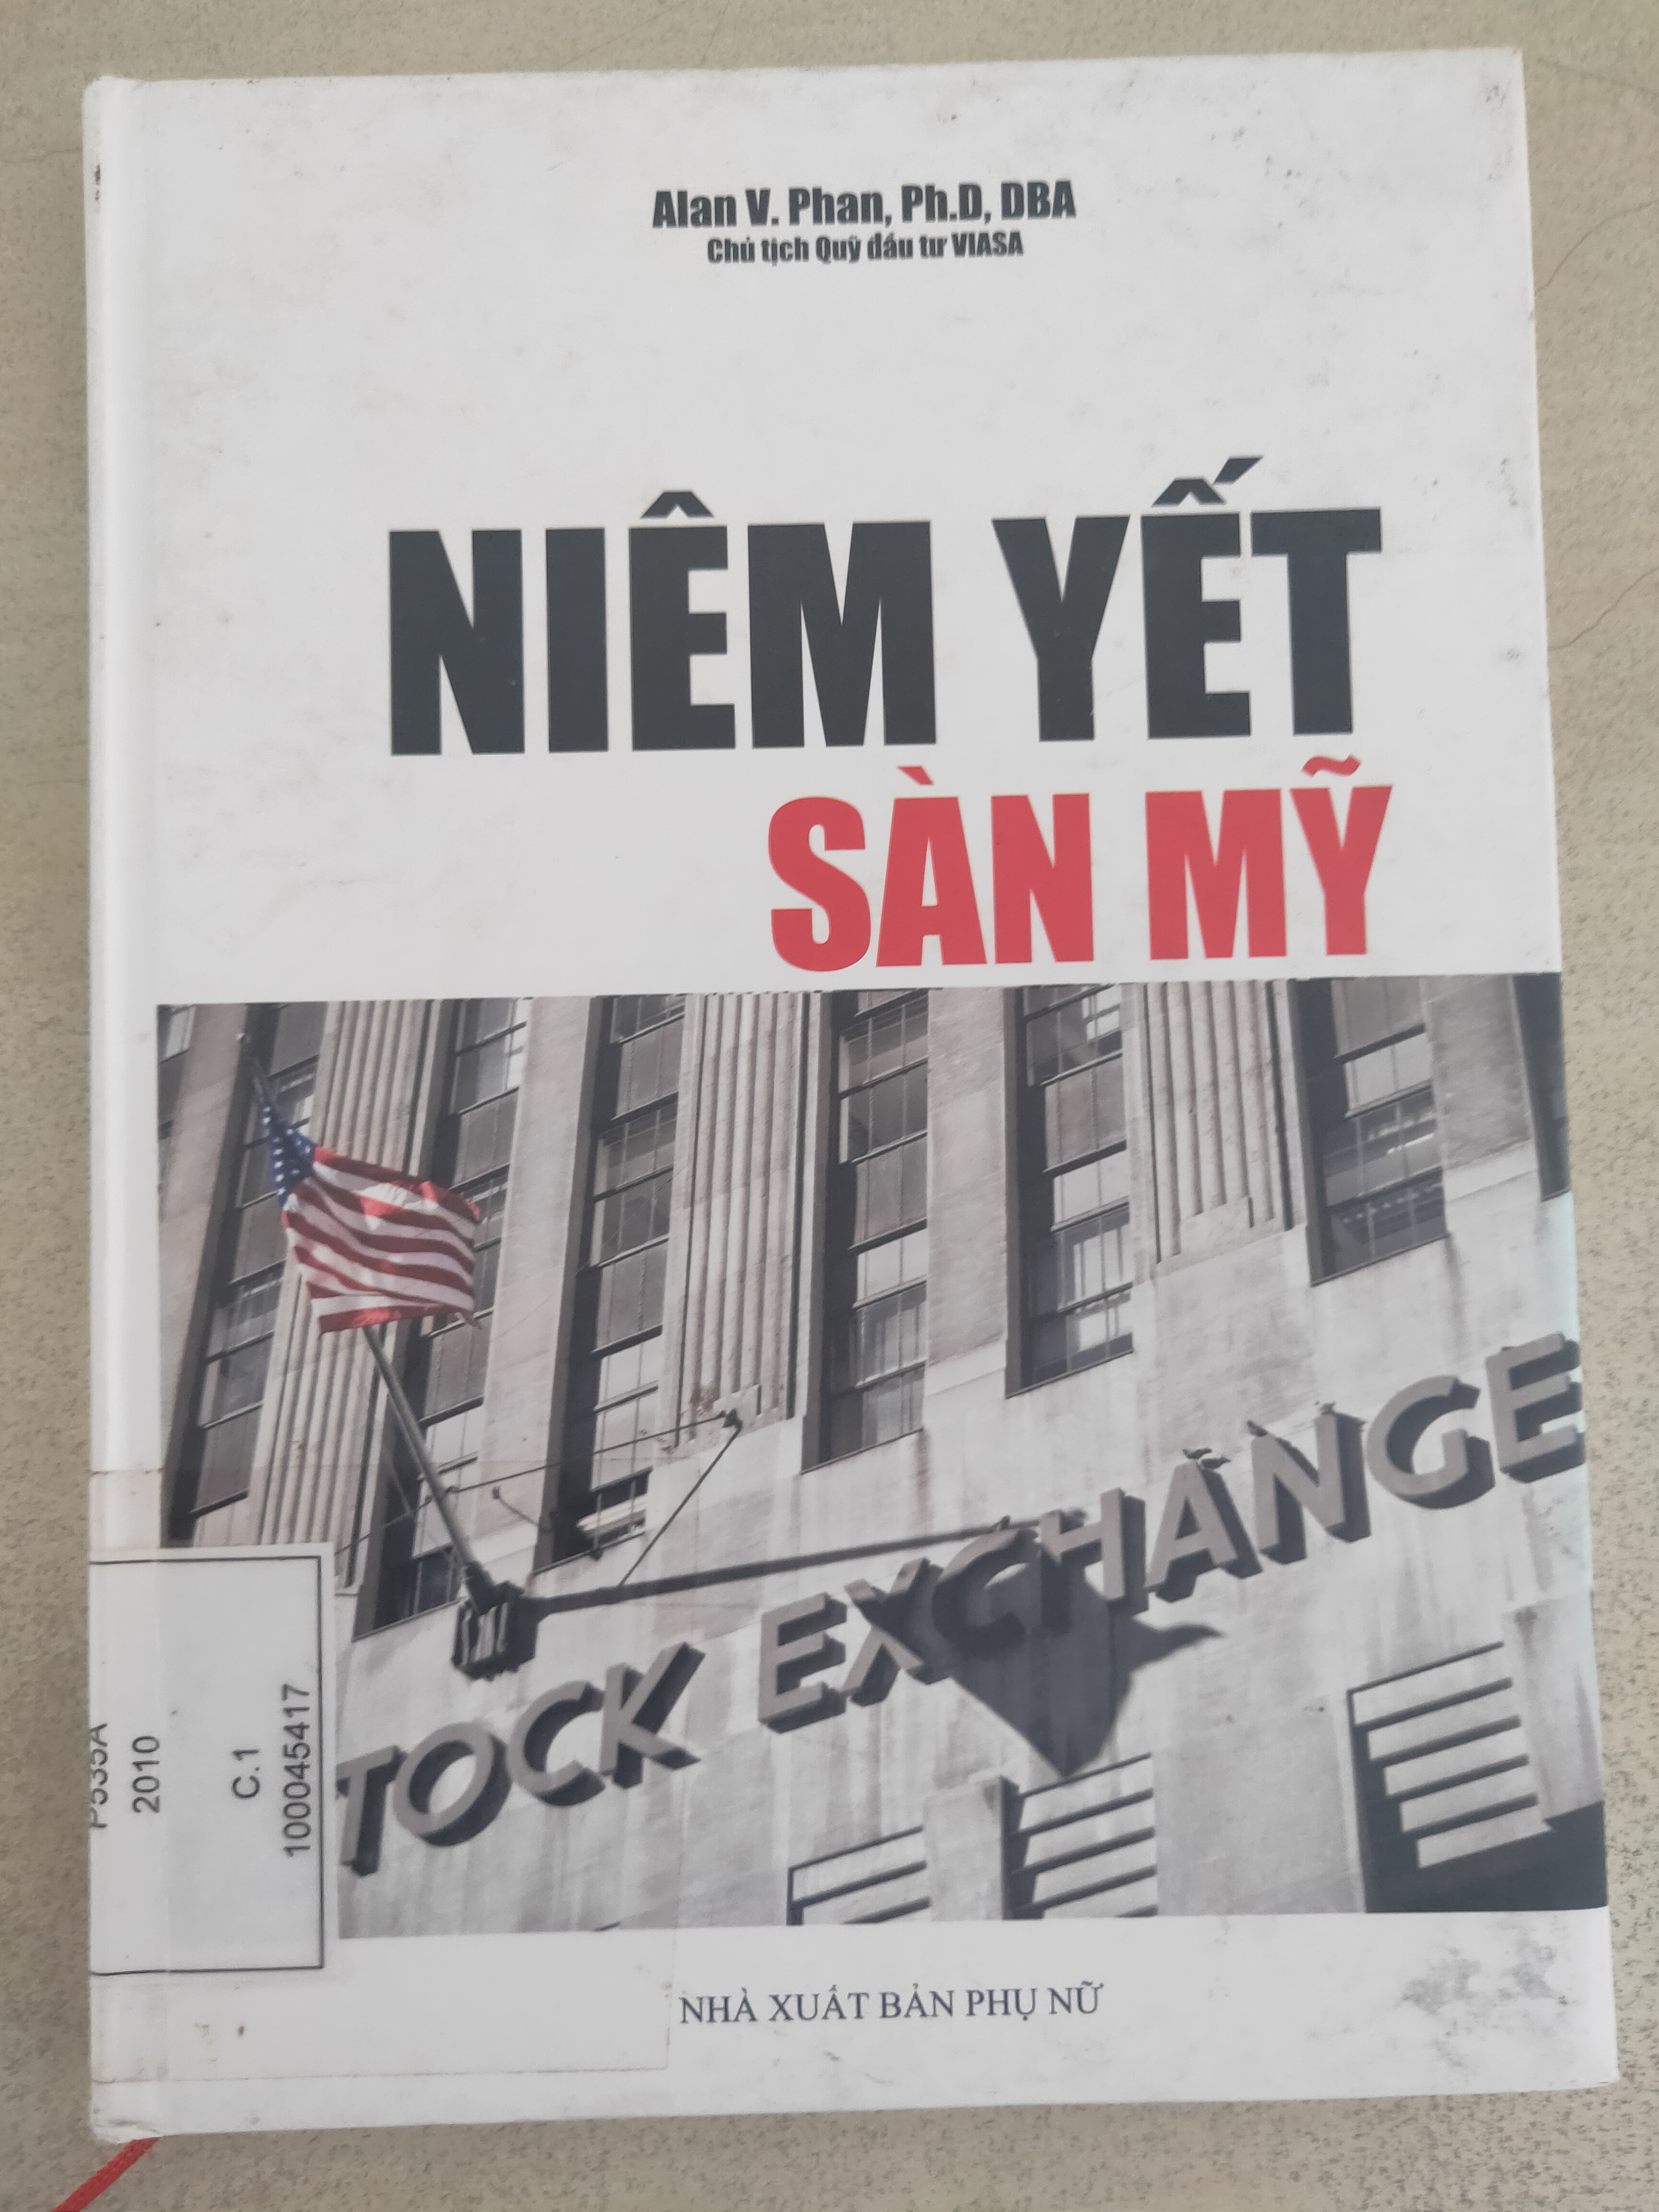 Alan V. Phan, Ph.D, DBA
Chủ tịch Quỹ đầu tư VIASA
NIÊM YẾT
SÀN MỸ
TOCK EXCHANGE
P535A
2010
C.1
100045417
NHÀ XUẤT BẢN PHỤ NỮ